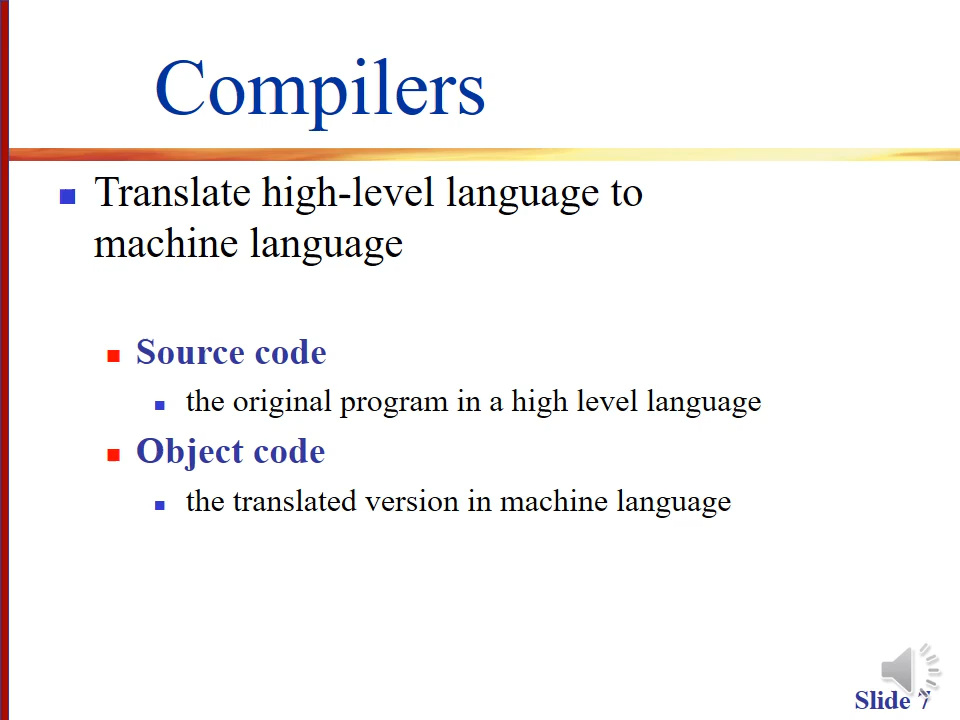 Compilers
Translate high-level language to
machine language
Source code
the original program in a high level language
Object code
the translated version in machine language
Slide 7